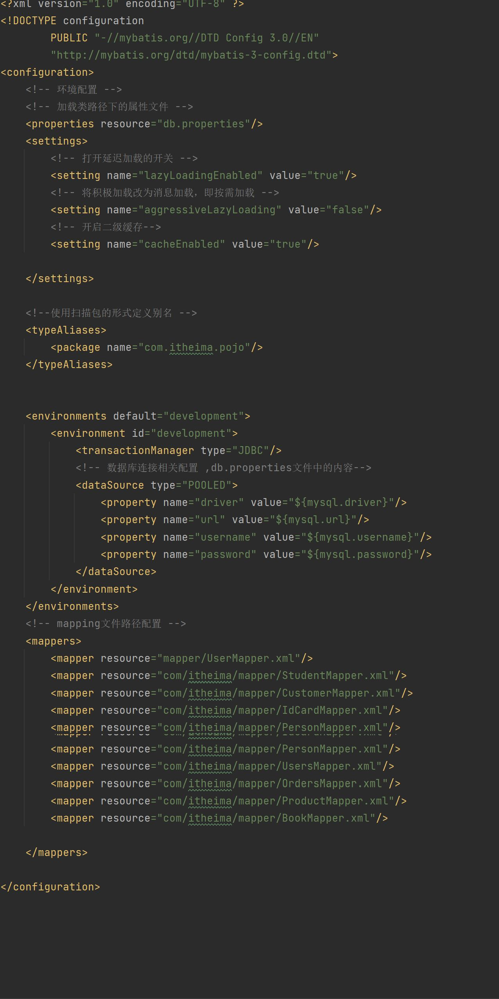 <?xml version="1.0" encoding="UTF-8" ?>
<!DOCTYPE configuration
        PUBLIC "-//mybatis.org//DTD Config 3.0//EN"
        "http://mybatis.org/dtd/mybatis-3-config.dtd">
<configuration>
    <!-- 环境配置 -->
    <!-- 加载类路径下的属性文件 -->
    <properties resource="db.properties"/>
    <settings>
        <!-- 打开延迟加载的开关 -->
        <setting name="lazyLoadingEnabled" value="true"/>
        <!-- 将积极加载改为消息加载，即按需加载 -->
        <setting name="aggressiveLazyLoading" value="false"/>
        <!-- 开启二级缓存-->
        <setting name="cacheEnabled" value="true"/>
    </settings>
    <!--使用扫描包的形式定义别名 -->
    <typeAliases>
        <package name="com.itheima.pojo"/>
    </typeAliases>
    <environments default="development">
        <environment id="development">
            <transactionManager type="JDBC"/>
            <!-- 数据库连接相关配置 ,db.properties文件中的内容-->
            <dataSource type="POOLED">
                <property name="driver" value="${mysql.driver}"/>
                <property name="url" value="${mysql.url}"/>
                <property name="username" value="${mysql.username}"/>
                <property name="password" value="${mysql.password}"/>
            </dataSource>
        </environment>
    </environments>
    <!-- mapping文件路径配置 -->
    <mappers>
        <mapper resource="mapper/UserMapper.xml"/>
        <mapper resource="com/itheima/mapper/StudentMapper.xml"/>
        <mapper resource="com/itheima/mapper/CustomerMapper.xml"/>
        <mapper resource="com/itheima/mapper/IdCardMapper.xml"/>
        <mapper resource="com/itheima/mapper/PersonMapper.xml"/>
        <mapper resource="com/itheima/mapper/PersonMapper.xml"/>
        <mapper resource="com/itheima/mapper/UsersMapper.xml"/>
        <mapper resource="com/itheima/mapper/OrdersMapper.xml"/>
        <mapper resource="com/itheima/mapper/ProductMapper.xml"/>
        <mapper resource="com/itheima/mapper/BookMapper.xml"/>
    </mappers>
</configuration>